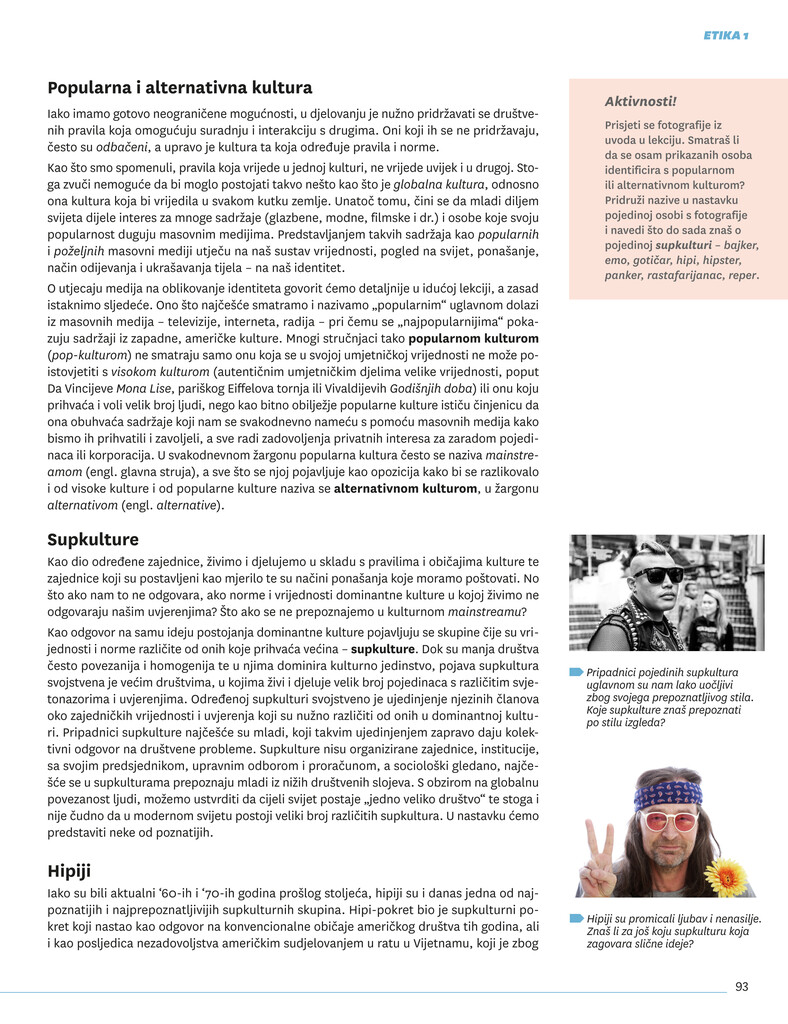 ETIKA 1
Popularna i alternativna kultura
Iako imamo gotovo neograničene mogućnosti, u djelovanju je nužno pridržavati se društve-
nih pravila koja omogućuju suradnju i interakciju s drugima. Oni koji ih se ne pridržavaju,
često su odbačeni, a upravo je kultura ta koja određuje pravila i norme.
Kao što smo spomenuli, pravila koja vrijede u jednoj kulturi, ne vrijede uvijek i u drugoj. Sto-
ga zvuči nemoguće da bi moglo postojati takvo nešto kao što je globalna kultura, odnosno
ona kultura koja bi vrijedila u svakom kutku zemlje. Unatoč tomu, čini se da mladi diljem
svijeta dijele interes za mnoge sadržaje (glazbene, modne, filmske i dr.) i osobe koje svoju
popularnost duguju masovnim medijima. Predstavljanjem takvih sadržaja kao popularnih
i poželjnih masovni mediji utječu na naš sustav vrijednosti, pogled na svijet, ponašanje,
način odijevanja i ukrašavanja tijela – na naš identitet.
O utjecaju medija na oblikovanje identiteta govorit ćemo detaljnije u idućoj lekciji, a zasad
istaknimo sljedeće. Ono što najčešće smatramo i nazivamo „popularnim“ uglavnom dolazi
iz masovnih medija – televizije, interneta, radija – pri čemu se „najpopularnijima“ poka-
zuju sadržaji iz zapadne, američke kulture. Mnogi stručnjaci tako popularnom kulturom
(pop-kulturom) ne smatraju samo onu koja se u svojoj umjetničkoj vrijednosti ne može po-
istovjetiti s visokom kulturom (autentičnim umjetničkim djelima velike vrijednosti, poput
Da Vincijeve Mona Lise, pariškog Eiffelova tornja ili Vivaldijevih Godišnjih doba) ili onu koju
prihvaća i voli velik broj ljudi, nego kao bitno obilježje popularne kulture ističu činjenicu da
ona obuhvaća sadržaje koji nam se svakodnevno nameću s pomoću masovnih medija kako
bismo ih prihvatili i zavoljeli, a sve radi zadovoljenja privatnih interesa za zaradom pojedi-
naca ili korporacija. U svakodnevnom žargonu popularna kultura često se naziva mainstre-
amom (engl. glavna struja), a sve što se njoj pojavljuje kao opozicija kako bi se razlikovalo
i od visoke kulture i od popularne kulture naziva se alternativnom kulturom, u žargonu
alternativom (engl. alternative).
Supkulture
Kao dio određene zajednice, živimo i djelujemo u skladu s pravilima i običajima kulture te
zajednice koji su postavljeni kao mjerilo te su načini ponašanja koje moramo poštovati. No
što ako nam to ne odgovara, ako norme i vrijednosti dominantne kulture u kojoj živimo ne
odgovaraju našim uvjerenjima? Što ako se ne prepoznajemo u kulturnom mainstreamu?
Kao odgovor na samu ideju postojanja dominantne kulture pojavljuju se skupine čije su vri-
jednosti i norme različite od onih koje prihvaća većina – supkulture. Dok su manja društva
često povezanija i homogenija te u njima dominira kulturno jedinstvo, pojava supkultura
svojstvena je većim društvima, u kojima živi i djeluje velik broj pojedinaca s različitim svje-
tonazorima i uvjerenjima. Određenoj supkulturi svojstveno je ujedinjenje njezinih članova
oko zajedničkih vrijednosti i uvjerenja koji su nužno različiti od onih u dominantnoj kultu-
ri. Pripadnici supkulture najčešće su mladi, koji takvim ujedinjenjem zapravo daju kolek-
tivni odgovor na društvene probleme. Supkulture nisu organizirane zajednice, institucije,
sa svojim predsjednikom, upravnim odborom i proračunom, a sociološki gledano, najče-
šće se u supkulturama prepoznaju mladi iz nižih društvenih slojeva. S obzirom na globalnu
povezanost ljudi, možemo ustvrditi da cijeli svijet postaje „jedno veliko društvo“ te stoga i
nije čudno da u modernom svijetu postoji veliki broj različitih supkultura. U nastavku ćemo
predstaviti neke od poznatijih.
Hipiji
Iako su bili aktualni ‘60-ih i ‘70-ih godina prošlog stoljeća, hipiji su i danas jedna od naj-
poznatijih i najprepoznatljivijih supkulturnih skupina. Hipi-pokret bio je supkulturni po-
kret koji nastao kao odgovor na konvencionalne običaje američkog društva tih godina, ali
i kao posljedica nezadovoljstva američkim sudjelovanjem u ratu u Vijetnamu, koji je zbog
Aktivnosti!
Prisjeti se fotografije iz
uvoda u lekciju. Smatraš li
da se osam prikazanih osoba
identificira s popularnom
ili alternativnom kulturom?
Pridruži nazive u nastavku
pojedinoj osobi s fotografije
i navedi što do sada znaš o
pojedinoj supkulturi – bajker,
emo, gotičar, hipi, hipster,
panker, rastafarijanac, reper.
Pripadnici pojedinih supkultura
uglavnom su nam lako uočljivi
zbog svojega prepoznatljivog stila.
Koje supkulture znaš prepoznati
po stilu izgleda?
Hipiji su promicali ljubav i nenasilje.
Znaš li za još koju supkulturu koja
zagovara slične ideje?
93